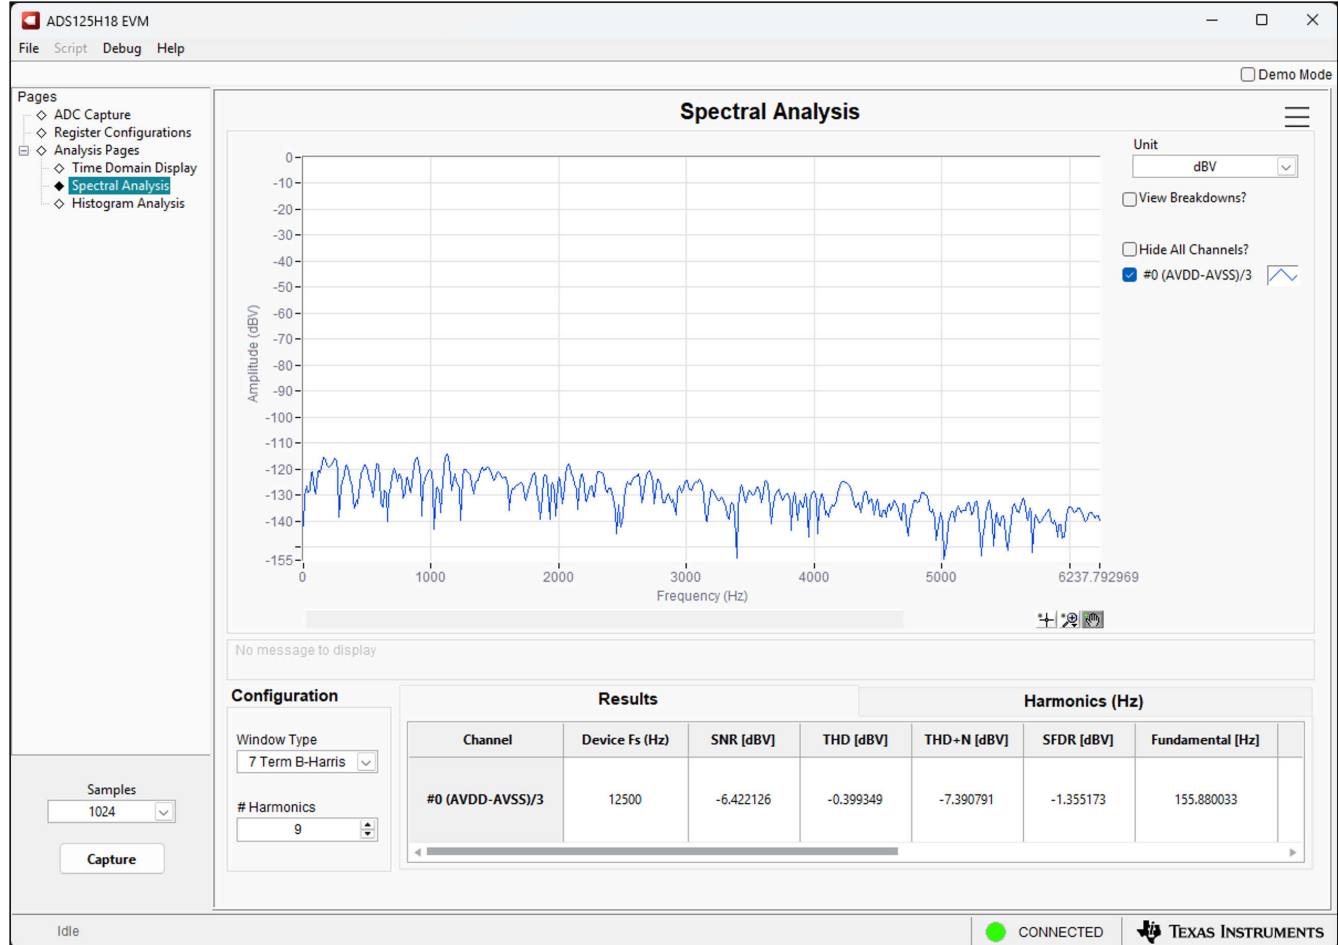 ADS125H18 EVM
File Script Debug Help
Demo Mode
Pages
ADC Capture
Register Configurations
Analysis Pages
Time Domain Display
Spectral Analysis
Histogram Analysis
Spectral Analysis
Unit
dBV
View Breakdowns?
Hide All Channels?
#0 (AVDD-AVSS)/3
Amplitude (dBV)
0
-10
-20
-30
-40
-50
-60
-70
-80
-90
-100
-110
-120
-130
-140
-155
0 1000 2000 3000 4000 5000 6237.792969
Frequency (Hz)
No message to display
Configuration
Window Type
7 Term B-Harris
# Harmonics
9
Results Harmonics (Hz)
Channel Device Fs (Hz) SNR [dBV] THD [dBV] THD+N [dBV] SFDR [dBV] Fundamental [Hz]
#0 (AVDD-AVSS)/3 12500 -6.422126 -0.399349 -7.390791 -1.355173 155.880033
Samples
1024
Capture
Idle
CONNECTED
TEXAS INSTRUMENTS